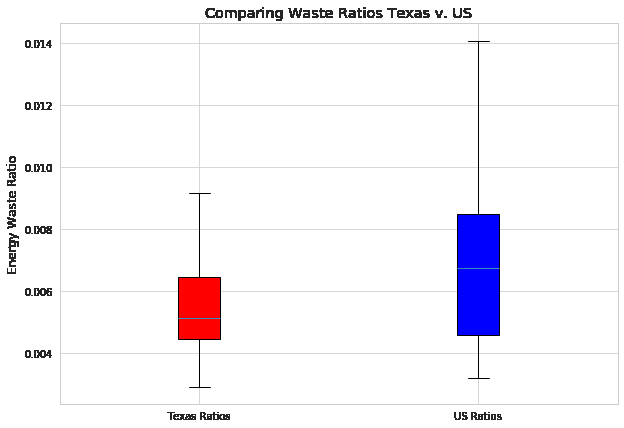 Comparing Waste Ratios Texas v. US
Energy Waste Ratio
0.014
0.012
0.010
0.008
0.006
0.004
Texas Ratios
US Ratios